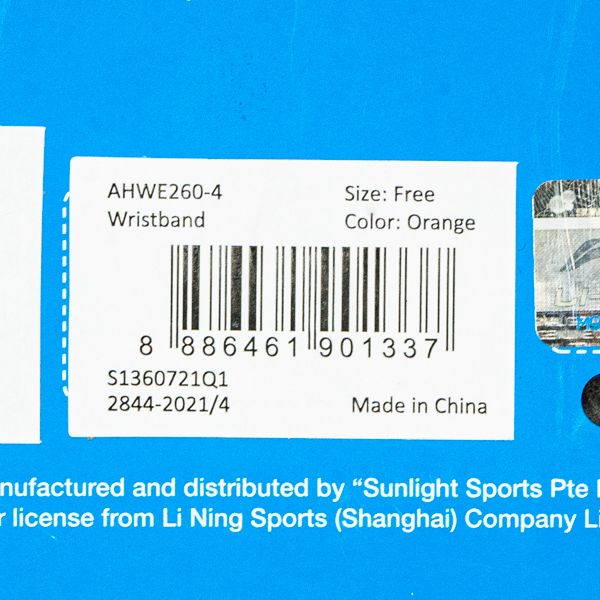 AHWE260-4
Wristband
Size: Free
Color: Orange
8 886461 901337
S1360721Q1
2844-2021/4
Made in China
nufactured and distributed by “Sunlight Sports Pte
r license from Li Ning Sports (Shanghai) Company Li